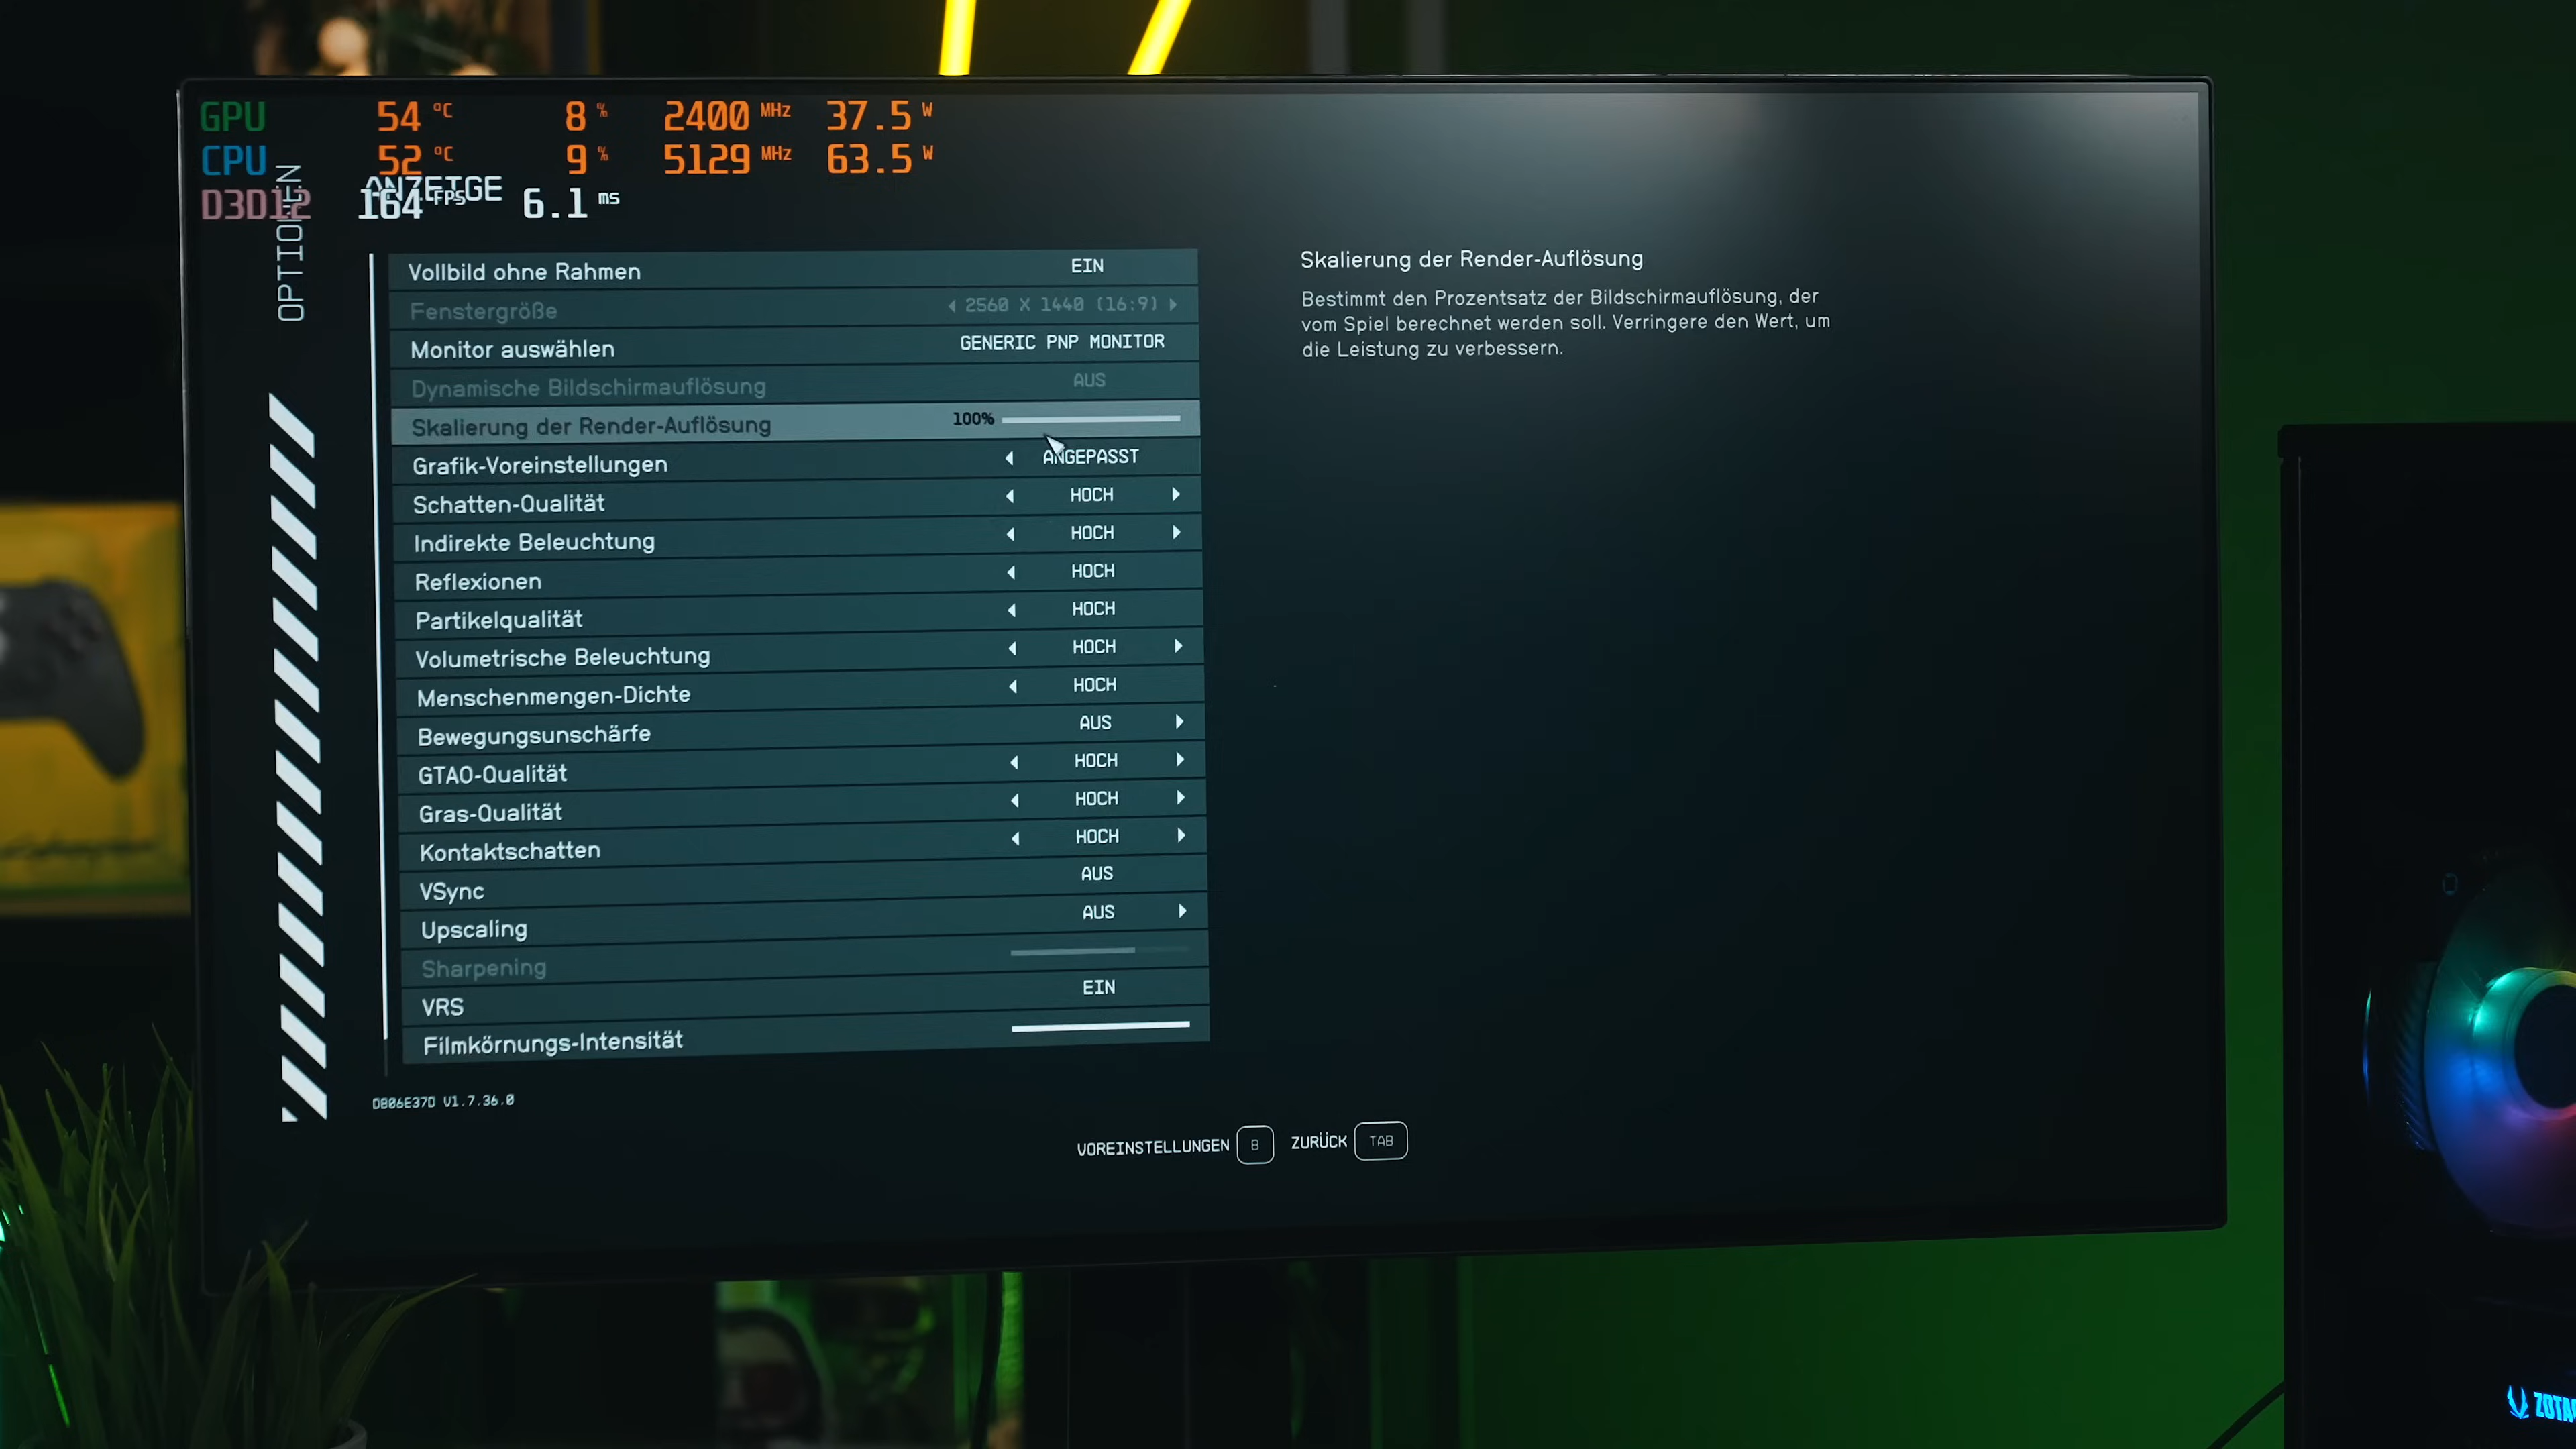 GPU 54 °C 8 % 2400 MHz 37.5 W
CPU 52 °C 9 % 5129 MHz 63.5 W
D3D12 164 FPS 6.1 ms
ANZEIGE
OPTIONEN
Vollbild ohne Rahmen EIN
Fenstergröße 2560 X 1440 (16:9)
Monitor auswählen GENERIC PNP MONITOR
Dynamische Bildschirmauflösung AUS
Skalierung der Render-Auflösung 100%
Grafik-Voreinstellungen ANGEPASST
Schatten-Qualität HOCH
Indirekte Beleuchtung HOCH
Reflexionen HOCH
Partikelqualität HOCH
Volumetrische Beleuchtung HOCH
Menschenmengen-Dichte HOCH
Bewegungsunschärfe AUS
GTAO-Qualität HOCH
Gras-Qualität HOCH
Kontaktschatten HOCH
VSync AUS
Upscaling AUS
Sharpening
VRS EIN
Filmkörnungs-Intensität
Skalierung der Render-Auflösung
Bestimmt den Prozentsatz der Bildschirmauflösung, der
vom Spiel berechnet werden soll. Verringere den Wert, um
die Leistung zu verbessern.
DB06E37D V1.7.36.0
VOREINSTELLUNGEN B ZURÜCK TAB